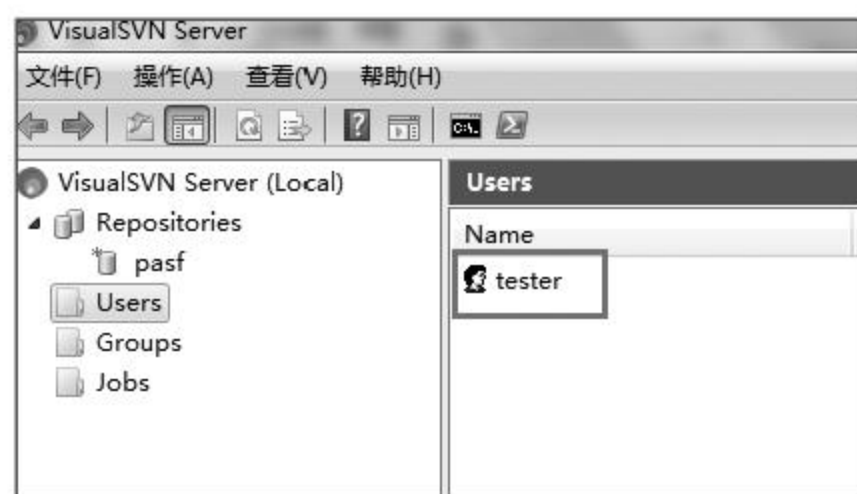 VisualSVN Server
文件(F) 操作(A) 查看(V) 帮助(H)
VisualSVN Server (Local)
Repositories
pasf
Users
Groups
Jobs
Users
Name
tester